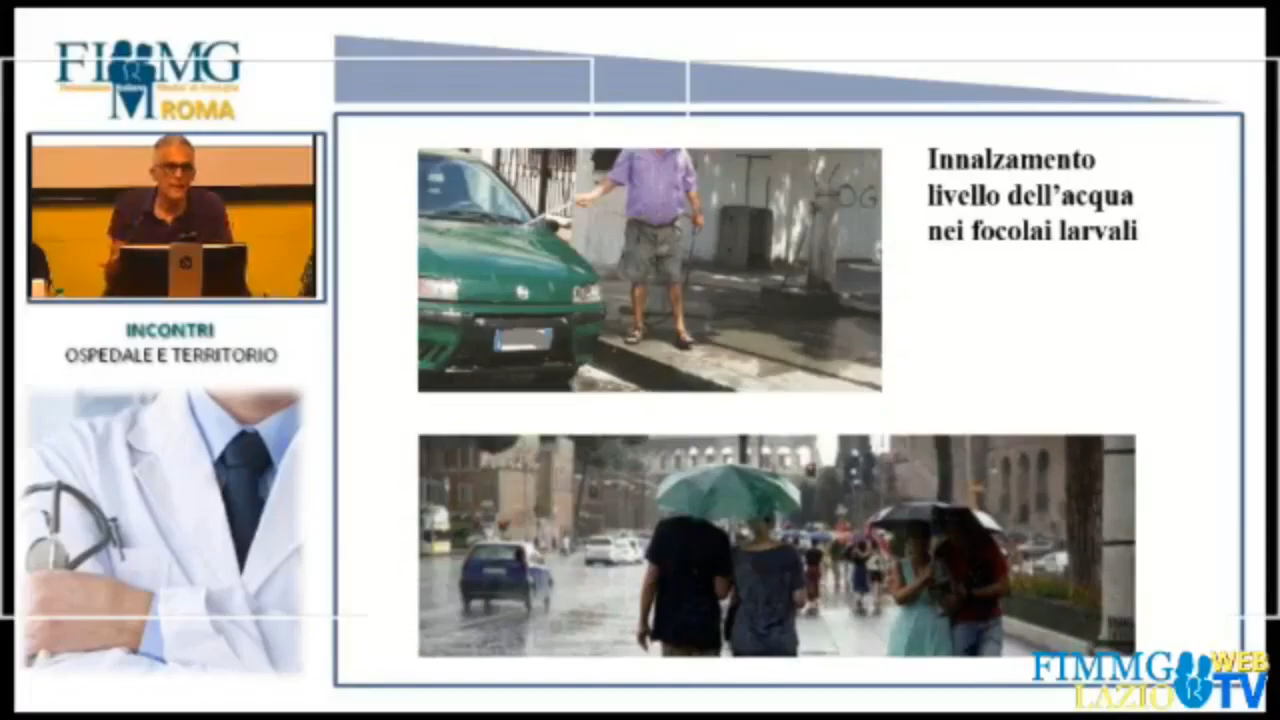 FIMMG
ROMA
INCONTRI
OSPEDALE E TERRITORIO
Innalzamento
livello dell’acqua
nei focolai larvali
FIMMG WEB
LAZIO TV